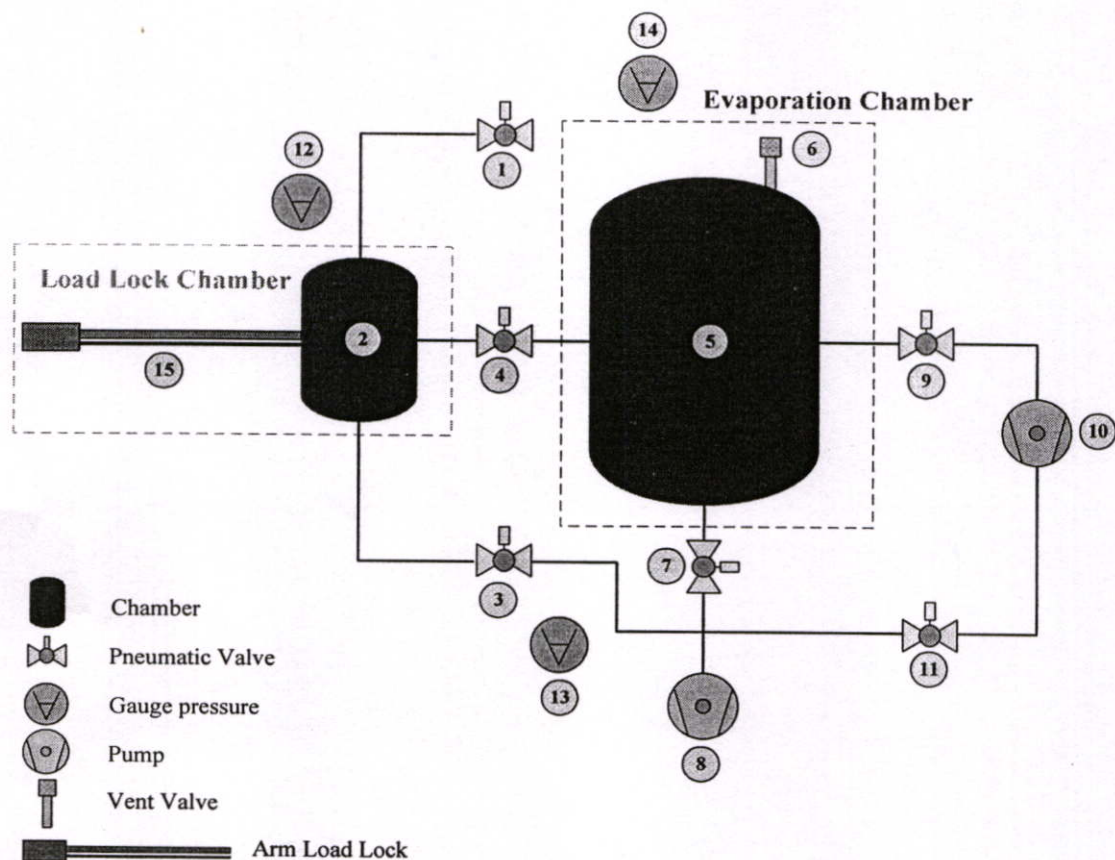 14
Evaporation Chamber
6
12
1
Load Lock Chamber
2
4
5
9
15
10
7
3
13
11
8
Chamber
Pneumatic Valve
Gauge pressure
Pump
Vent Valve
Arm Load Lock